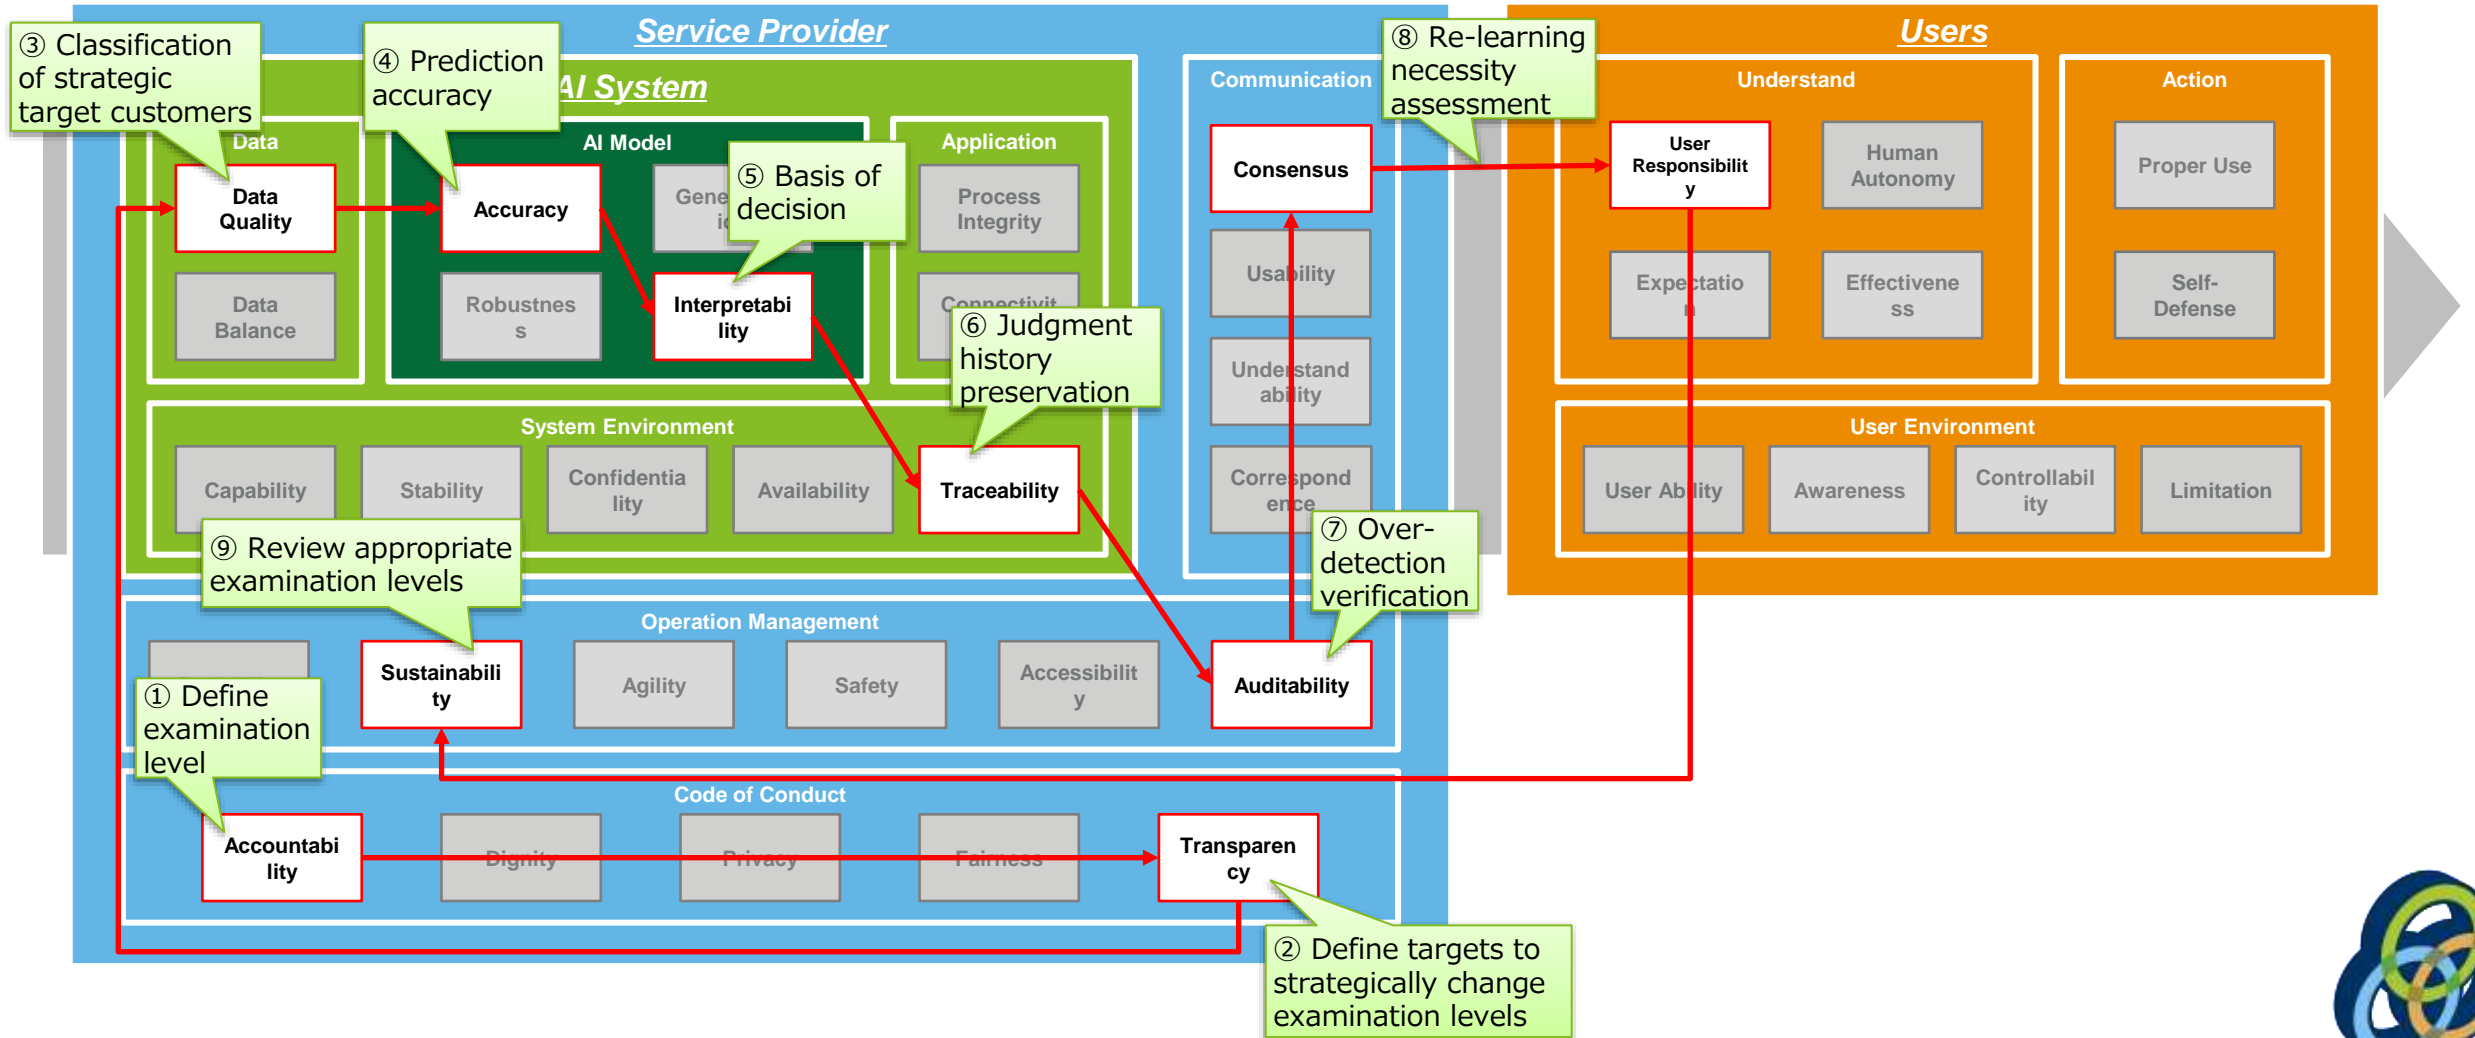 Service Provider
Users
③ Classification
of strategic
target customers
④ Prediction
accuracy
AI System
Communication
⑧ Re-learning
necessity
assessment
Understand
Action
Data
AI Model
Application
Data
Quality
Accuracy
⑤ Basis of
decision
Process
Integrity
Consensus
User
Responsibilit
y
Human
Autonomy
Proper Use
Data
Balance
Robustnes
s
Interpretabi
lity
Usability
Expectatio
n
Effectivene
ss
Self-
Defense
⑥ Judgment
history
preservation
Understand
ability
System Environment
User Environment
Capability
Stability
Confidentia
lity
Availability
Traceability
Correspond
ence
User Ability
Awareness
Controllabil
ity
Limitation
⑨ Review appropriate
examination levels
⑦ Over-
detection
verification
Operation Management
Sustainabili
ty
Agility
Safety
Accessibilit
y
Auditability
① Define
examination
level
Code of Conduct
Accountabi
lity
Dignity
Privacy
Fairness
Transparen
cy
② Define targets to
strategically change
examination levels